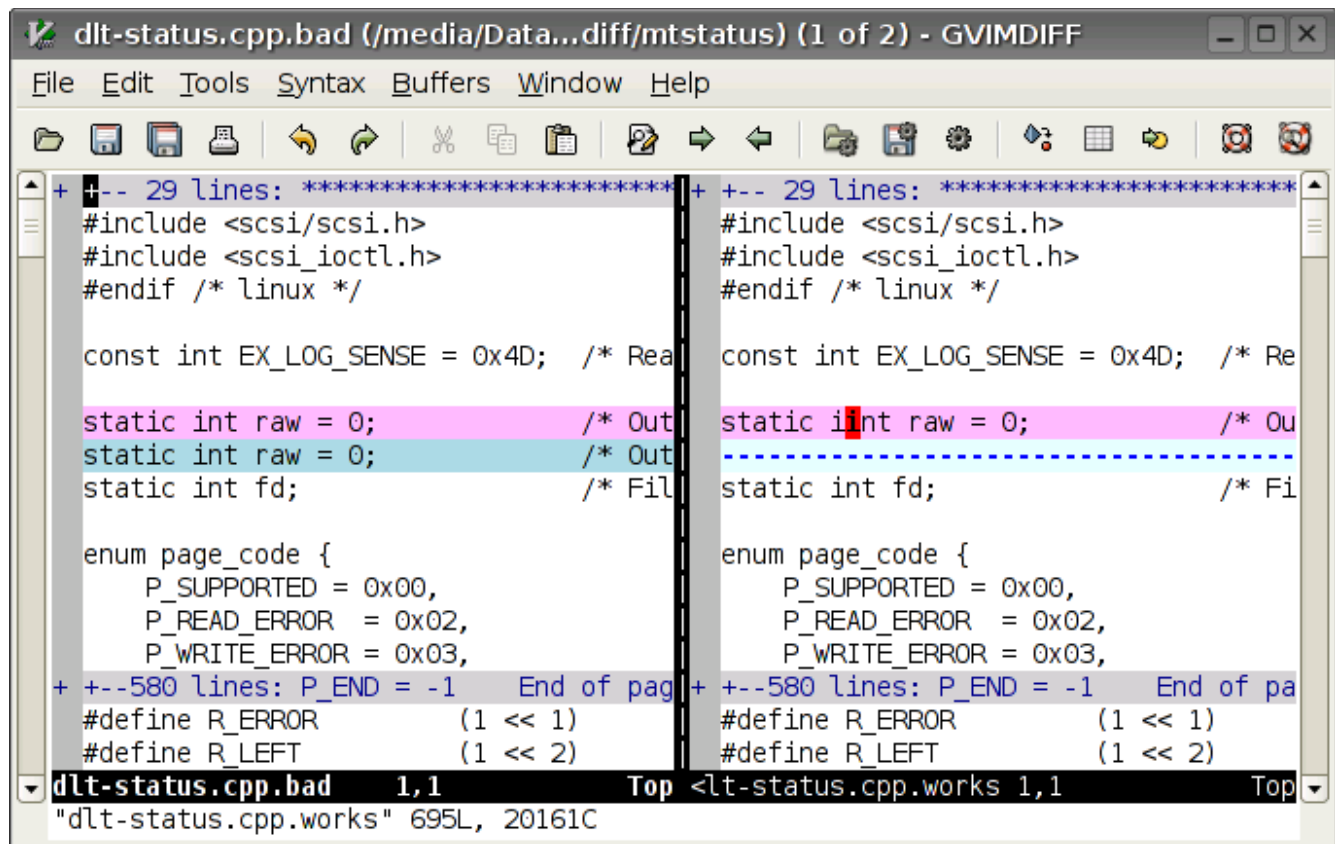 dlt-status.cpp.bad (/media/Data...diff/mtstatus) (1 of 2) - GVIMDIFF
File Edit Tools Syntax Buffers Window Help
+ +-- 29 lines: ************************
#include <scsi/scsi.h>
#include <scsi_ioctl.h>
#endif /* linux */
const int EX_LOG_SENSE = 0x4D;  /* Rea
static int raw = 0;             /* Out
static int raw = 0;             /* Out
static int fd;                  /* Fil
enum page_code {
    P_SUPPORTED = 0x00,
    P_READ_ERROR  = 0x02,
    P_WRITE_ERROR = 0x03,
+ +--580 lines: P_END = -1    End of pag
#define R_ERROR         (1 << 1)
#define R_LEFT          (1 << 2)
dlt-status.cpp.bad    1,1            Top
+ +-- 29 lines: ***********************
#include <scsi/scsi.h>
#include <scsi_ioctl.h>
#endif /* linux */
const int EX_LOG_SENSE = 0x4D;  /* Re
static iint raw = 0;            /* Ou
-------------------------------------
static int fd;                  /* Fi
enum page_code {
    P_SUPPORTED = 0x00,
    P_READ_ERROR  = 0x02,
    P_WRITE_ERROR = 0x03,
+ +--580 lines: P_END = -1    End of pa
#define R_ERROR         (1 << 1)
#define R_LEFT          (1 << 2)
<lt-status.cpp.works 1,1            Top
"dlt-status.cpp.works" 695L, 20161C